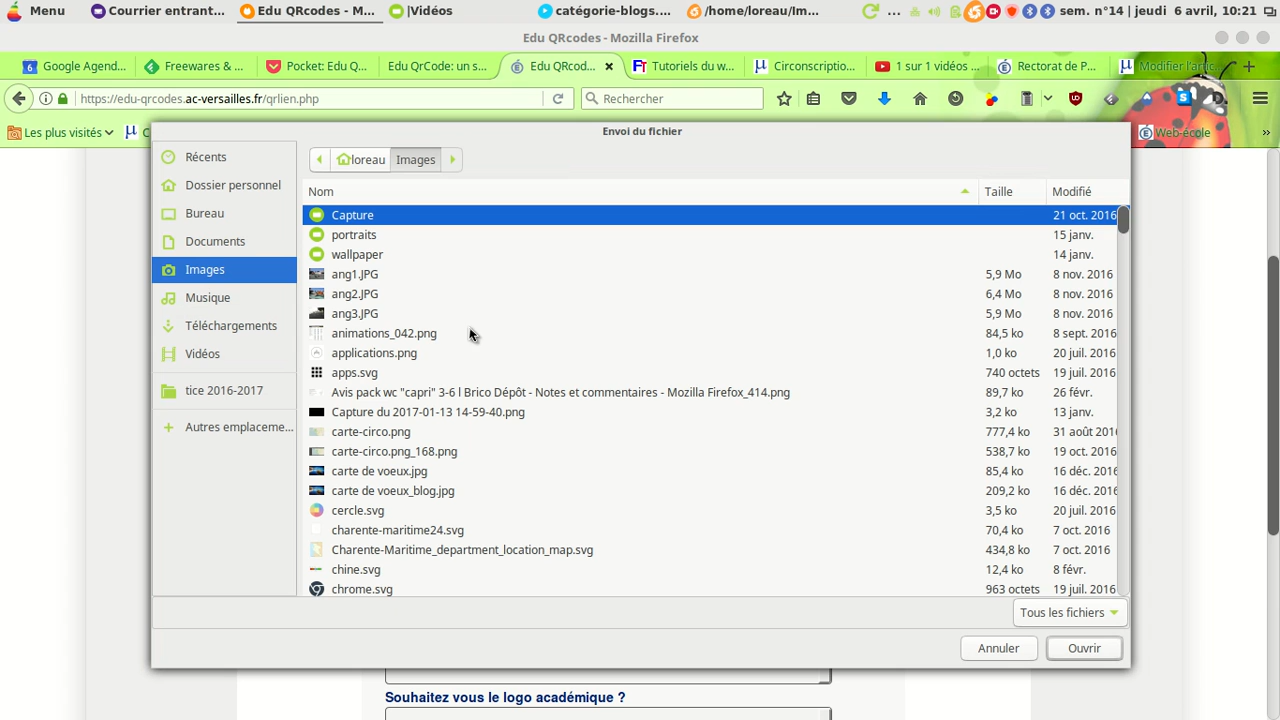 Menu Courrier entrant... Edu QRcodes - M... |Vidéos catégorie-blogs.... /home/loreau/Im... ... sem. n°14 | jeudi 6 avril, 10:21
Edu QRcodes - Mozilla Firefox
6 Google Agend... Freewares & ... Pocket: Edu Q... Edu QrCode: un s... Edu QRcod... Tutoriels du w... Circonscriptio... 1 sur 1 vidéos ... Rectorat de P...
https://edu-qrcodes.ac-versailles.fr/qrlien.php Rechercher
Les plus visités C Web-école »
Envoi du fichier
Récents
Dossier personnel
Bureau
Documents
Images
Musique
Téléchargements
Vidéos
tice 2016-2017
Autres emplaceme...
loreau Images
Nom Taille Modifié
Capture 21 oct. 2016
portraits 15 janv.
wallpaper 14 janv.
ang1.JPG 5,9 Mo 8 nov. 2016
ang2.JPG 6,4 Mo 8 nov. 2016
ang3.JPG 5,9 Mo 8 nov. 2016
animations_042.png 84,5 ko 8 sept. 2016
applications.png 1,0 ko 20 juil. 2016
apps.svg 740 octets 19 juil. 2016
Avis pack wc "capri" 3-6 l Brico Dépôt - Notes et commentaires - Mozilla Firefox_414.png 89,7 ko 26 févr.
Capture du 2017-01-13 14-59-40.png 3,2 ko 13 janv.
carte-circo.png 777,4 ko 31 août 2016
carte-circo.png_168.png 538,7 ko 19 oct. 2016
carte de voeux.jpg 85,4 ko 16 déc. 2016
carte de voeux_blog.jpg 209,2 ko 16 déc. 2016
cercle.svg 3,5 ko 20 juil. 2016
charente-maritime24.svg 70,4 ko 7 oct. 2016
Charente-Maritime_department_location_map.svg 434,8 ko 7 oct. 2016
chine.svg 12,4 ko 8 févr.
chrome.svg 963 octets 19 juil. 2016
Tous les fichiers
Annuler Ouvrir
Souhaitez vous le logo académique ?